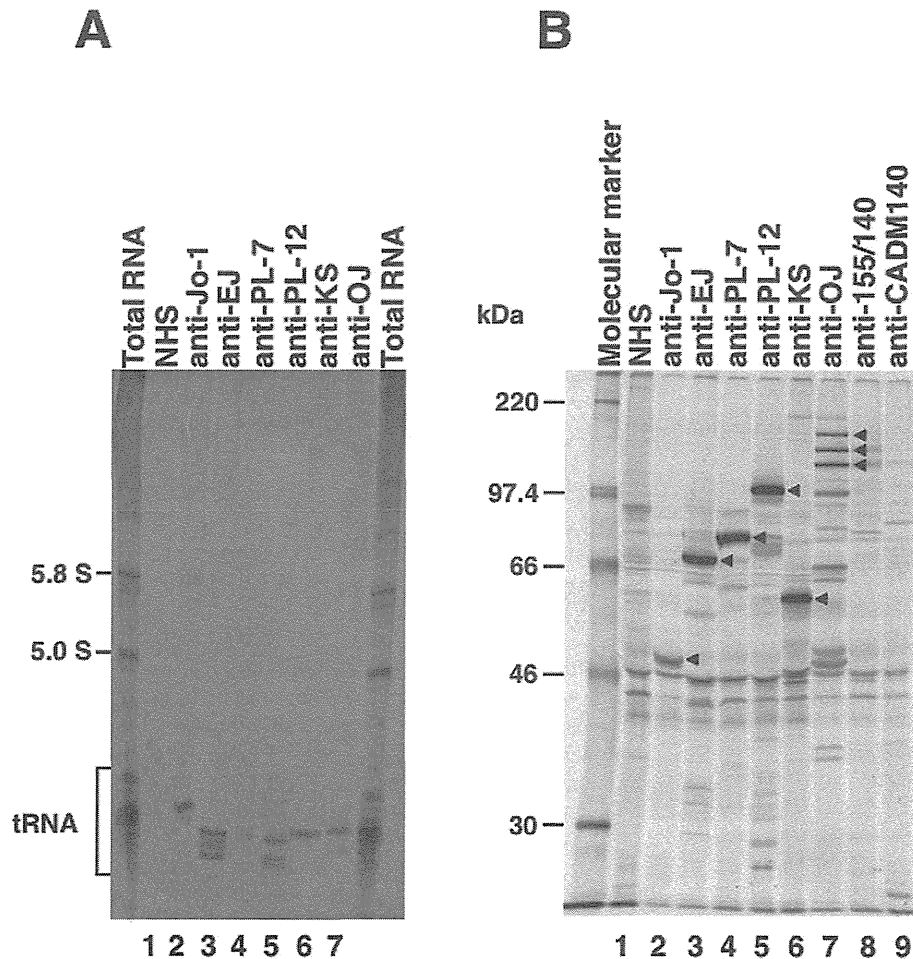 A
B
Total RNA
NHS
anti-Jo-1
anti-EJ
anti-PL-7
anti-PL-12
anti-KS
anti-OJ
Total RNA
5.8 S
5.0 S
tRNA
1 2 3 4 5 6 7
kDa
Molecular marker
NHS
anti-Jo-1
anti-EJ
anti-PL-7
anti-PL-12
anti-KS
anti-OJ
anti-155/140
anti-CADM140
220
97.4
66
46
30
1 2 3 4 5 6 7 8 9